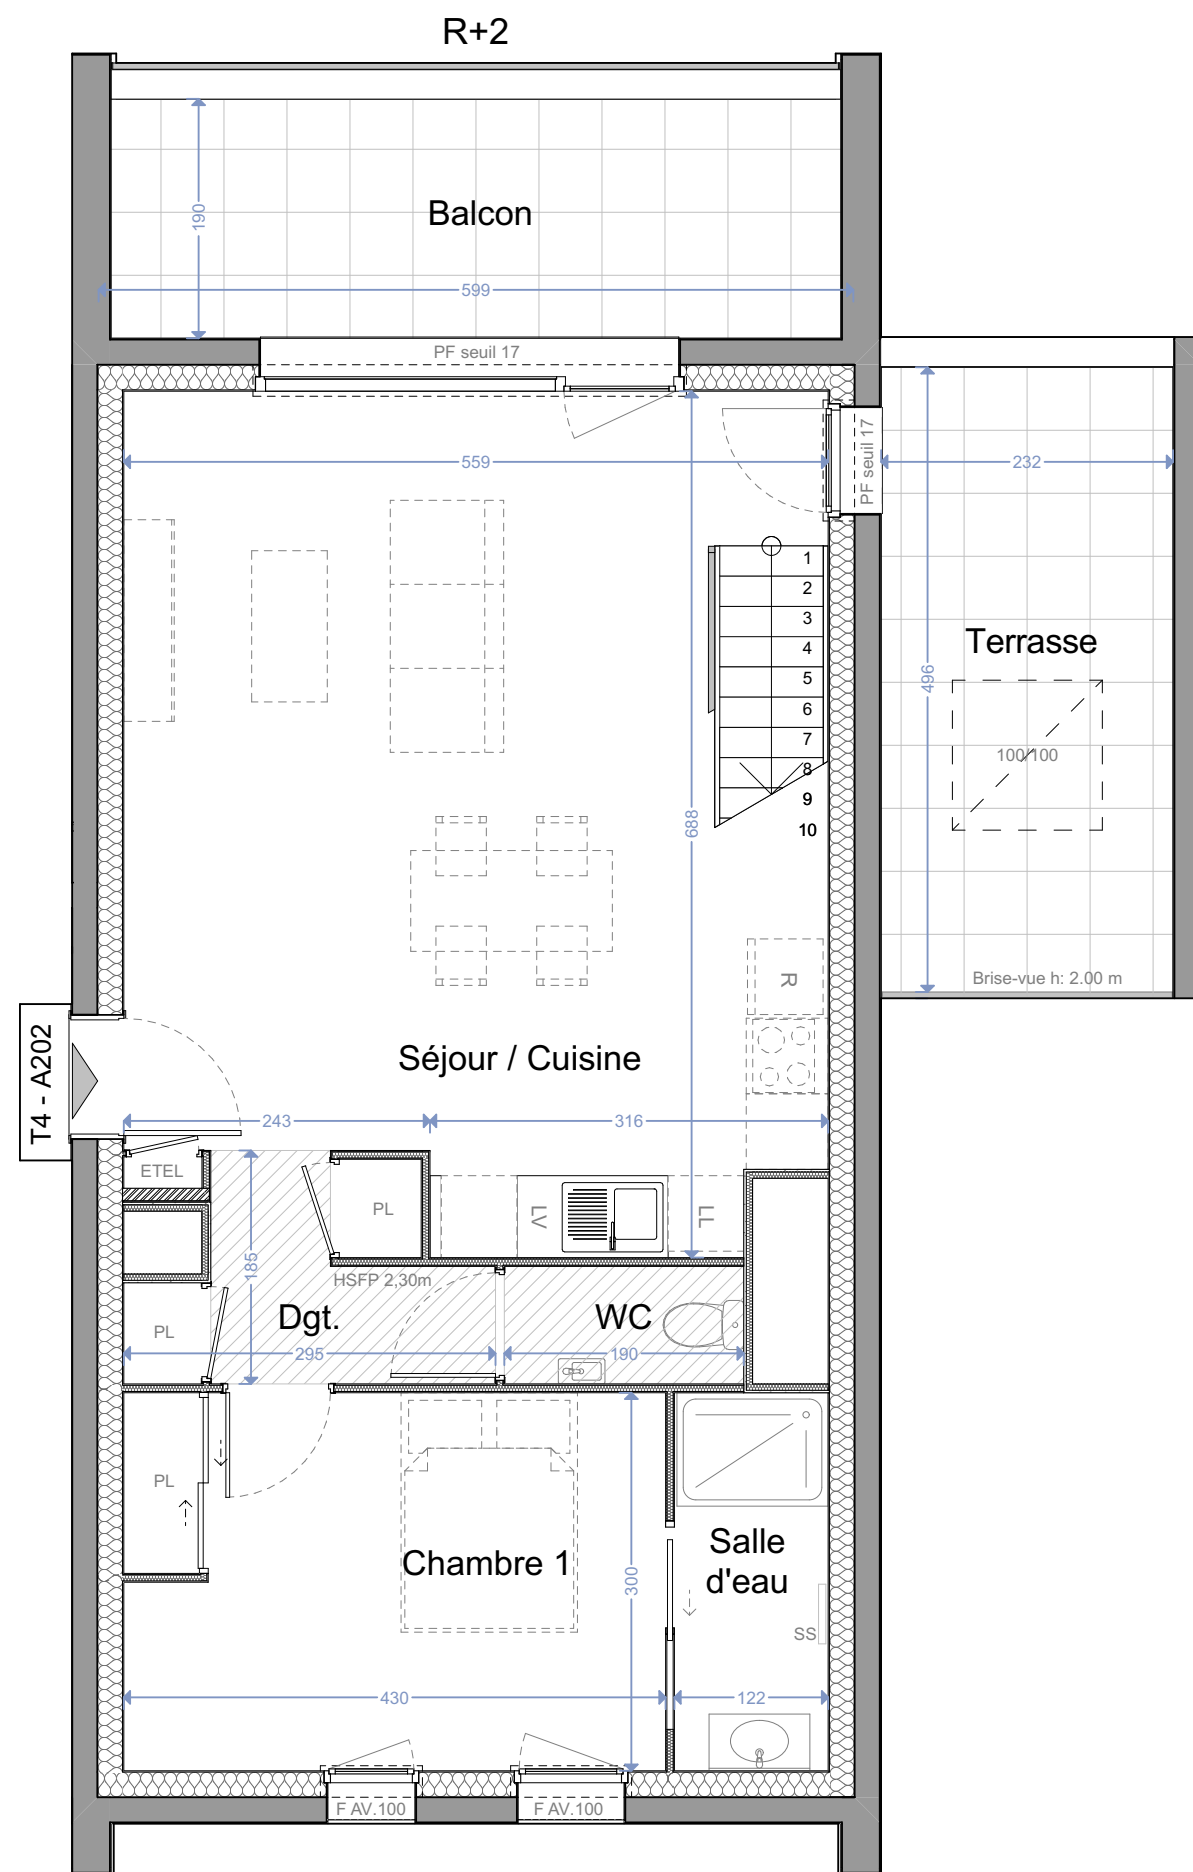 R+2
190
Balcon
599
PF seuil 17
559
PF seuil 17
232
1
2
3
4
5
6
7
8
9
10
Terrasse
496
100/100
688
Brise-vue h: 2.00 m
R
T4 - A202
Séjour / Cuisine
243
316
ETEL
PL
LV
LL
185
HSFP 2,30m
PL
Dgt.
WC
295
190
PL
Chambre 1
300
Salle
d'eau
SS
430
122
F AV.100
F AV.100